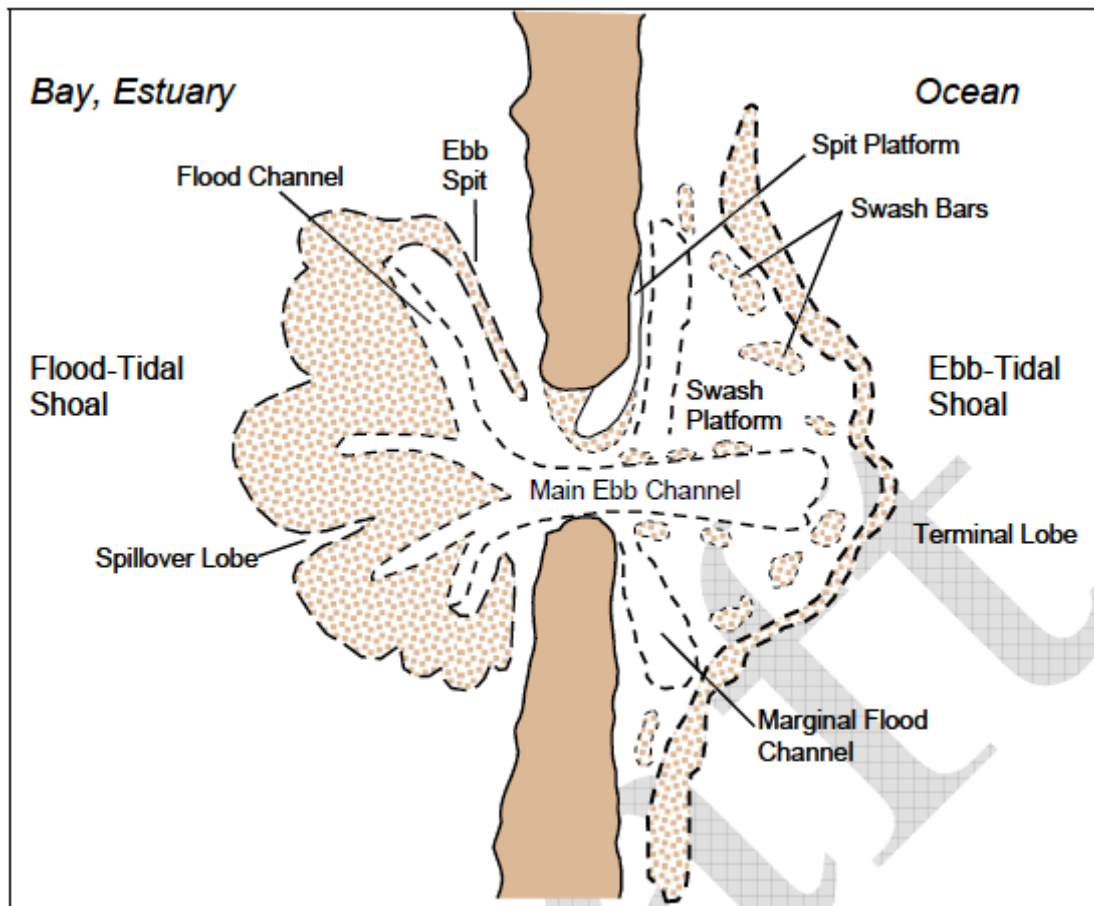 Bay, Estuary
Ocean
Ebb
Spit
Spit Platform
Flood Channel
Swash Bars
Flood-Tidal
Shoal
Swash
Platform
Ebb-Tidal
Shoal
Main Ebb Channel
Terminal Lobe
Spillover Lobe
Marginal Flood
Channel